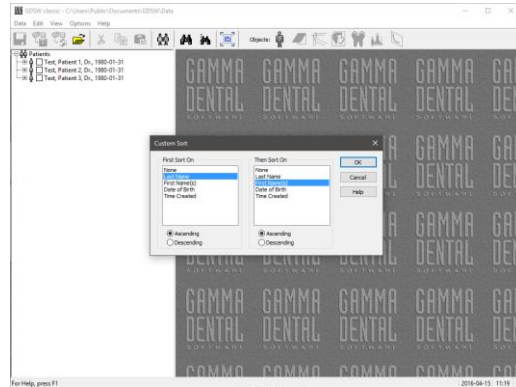 GDSW classic - C:\Users\Public\Documents\GDSW\Data
Data Edit View Options Help
Objects:
Patients
Test, Patient 1, Dr., 1980-01-31
Test, Patient 2, Dr., 1980-01-31
Test, Patient 3, Dr., 1980-01-31
GAMMA DENTAL SOFTWARE
Custom Sort
First Sort On
None
Last Name
First Name(s)
Date of Birth
Time Created
Ascending
Descending
Then Sort On
None
Last Name
First Name(s)
Date of Birth
Time Created
Ascending
Descending
OK
Cancel
Help
For Help, press F1
2016-04-15 11:19